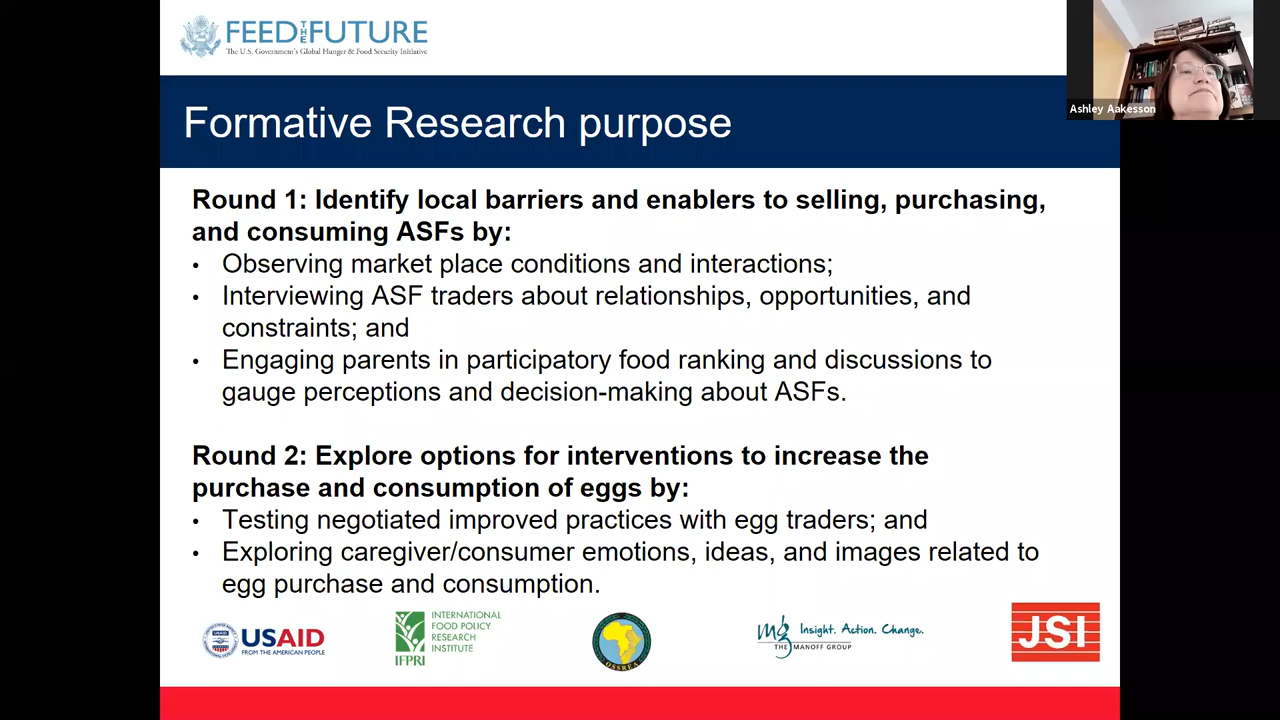 FEED THE FUTURE
The U.S. Government's Global Hunger & Food Security Initiative
Ashley Aakesson
Formative Research purpose
Round 1: Identify local barriers and enablers to selling, purchasing,
and consuming ASFs by:
• Observing market place conditions and interactions;
• Interviewing ASF traders about relationships, opportunities, and
constraints; and
• Engaging parents in participatory food ranking and discussions to
gauge perceptions and decision-making about ASFs.
Round 2: Explore options for interventions to increase the
purchase and consumption of eggs by:
• Testing negotiated improved practices with egg traders; and
• Exploring caregiver/consumer emotions, ideas, and images related to
egg purchase and consumption.
USAID
FROM THE AMERICAN PEOPLE
IFPRI
INTERNATIONAL
FOOD POLICY
RESEARCH
INSTITUTE
OSSREA
mg Insight. Action. Change.
THE MANOFF GROUP
JSI